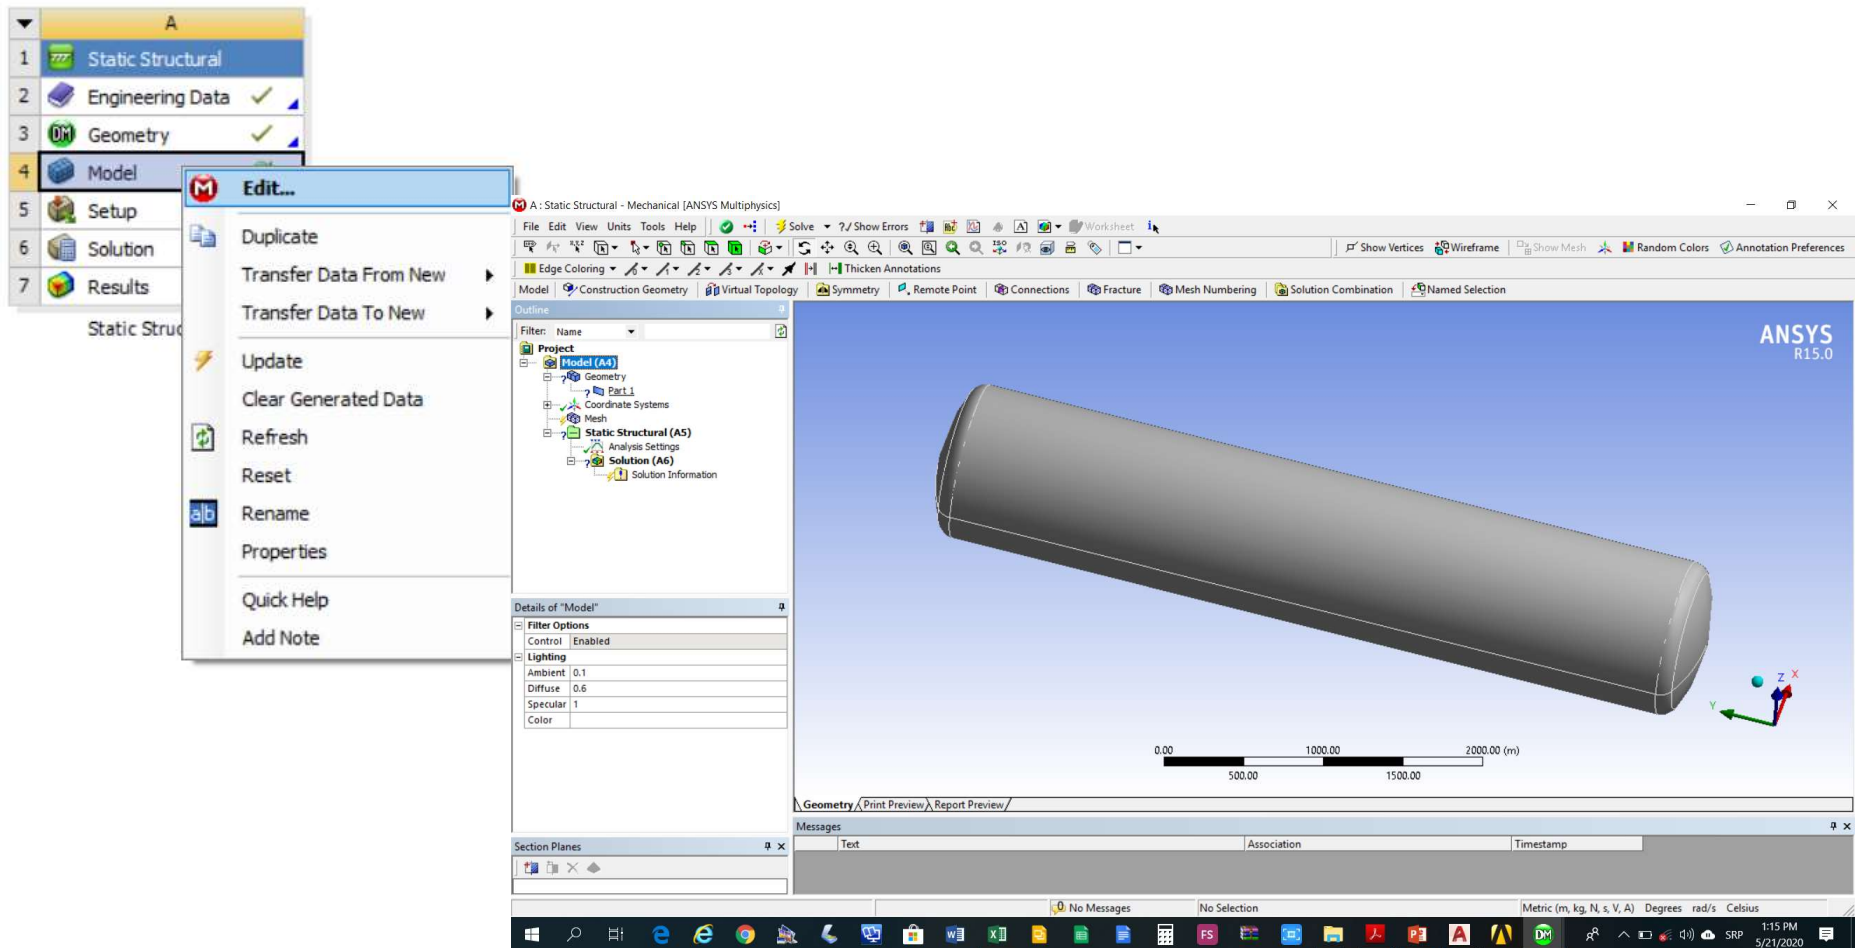 A
1 Static Structural
2 Engineering Data
3 Geometry
4 Model
5 Setup
6 Solution
7 Results
Static Struc
Edit...
Duplicate
Transfer Data From New
Transfer Data To New
Update
Clear Generated Data
Refresh
Reset
a|b Rename
Properties
Quick Help
Add Note
A : Static Structural - Mechanical [ANSYS Multiphysics]
File Edit View Units Tools Help Solve ?/ Show Errors Worksheet
Show Vertices Wireframe Show Mesh Random Colors Annotation Preferences
Edge Coloring Thicken Annotations
Model Construction Geometry Virtual Topology Symmetry Remote Point Connections Fracture Mesh Numbering Solution Combination Named Selection
Outline
Filter: Name
Project
Model (A4)
Geometry
Part 1
Coordinate Systems
Mesh
Static Structural (A5)
Analysis Settings
Solution (A6)
Solution Information
ANSYS
R15.0
Z X
Y
0.00 1000.00 2000.00 (m)
500.00 1500.00
Details of "Model"
Filter Options
Control Enabled
Lighting
Ambient 0.1
Diffuse 0.6
Specular 1
Color
Geometry Print Preview Report Preview
Messages
Text Association Timestamp
Section Planes
0 No Messages No Selection Metric (m, kg, N, s, V, A) Degrees rad/s Celsius
FS DM SRP 1:15 PM
5/21/2020